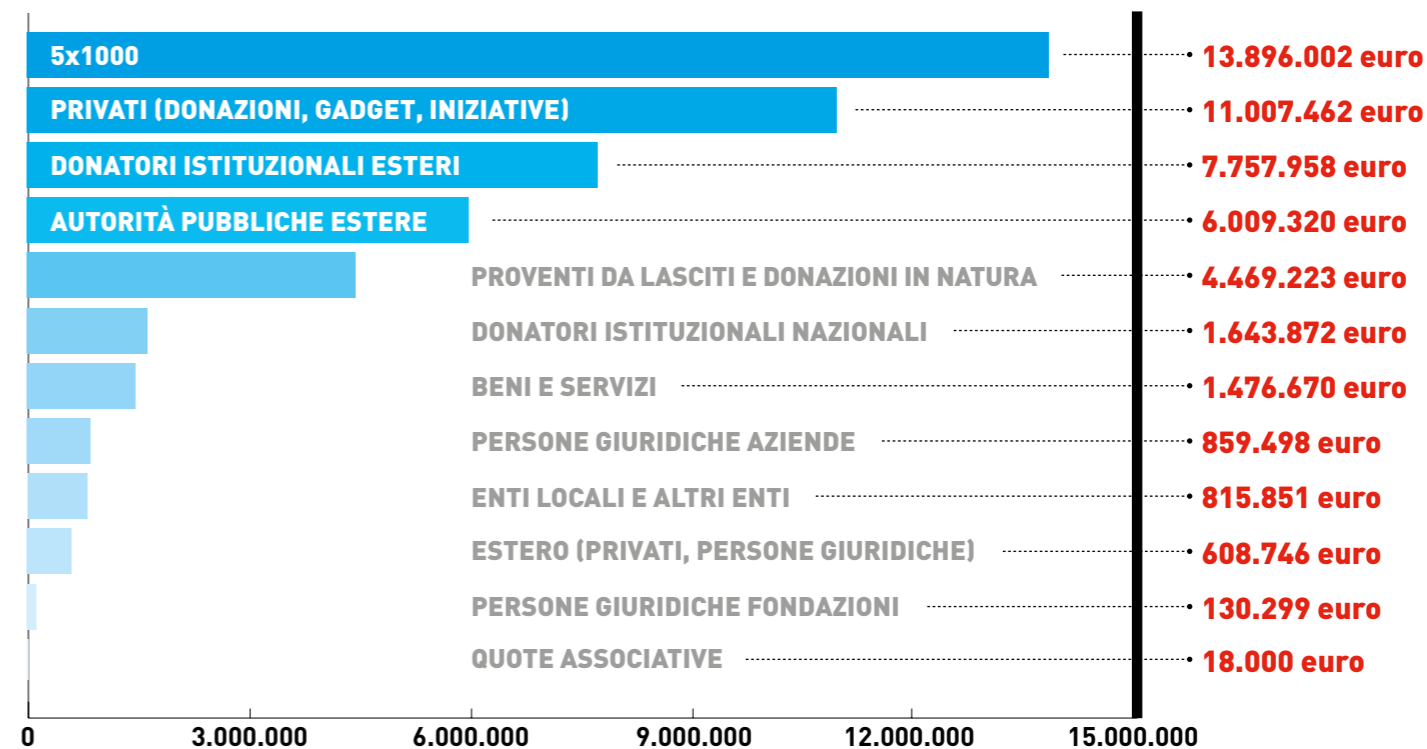 5x1000 13.896.002 euro
PRIVATI (DONAZIONI, GADGET, INIZIATIVE) 11.007.462 euro
DONATORI ISTITUZIONALI ESTERI 7.757.958 euro
AUTORITÀ PUBBLICHE ESTERE 6.009.320 euro
PROVENTI DA LASCITI E DONAZIONI IN NATURA 4.469.223 euro
DONATORI ISTITUZIONALI NAZIONALI 1.643.872 euro
BENI E SERVIZI 1.476.670 euro
PERSONE GIURIDICHE AZIENDE 859.498 euro
ENTI LOCALI E ALTRI ENTI 815.851 euro
ESTERO (PRIVATI, PERSONE GIURIDICHE) 608.746 euro
PERSONE GIURIDICHE FONDAZIONI 130.299 euro
QUOTE ASSOCIATIVE 18.000 euro
0 3.000.000 6.000.000 9.000.000 12.000.000 15.000.000